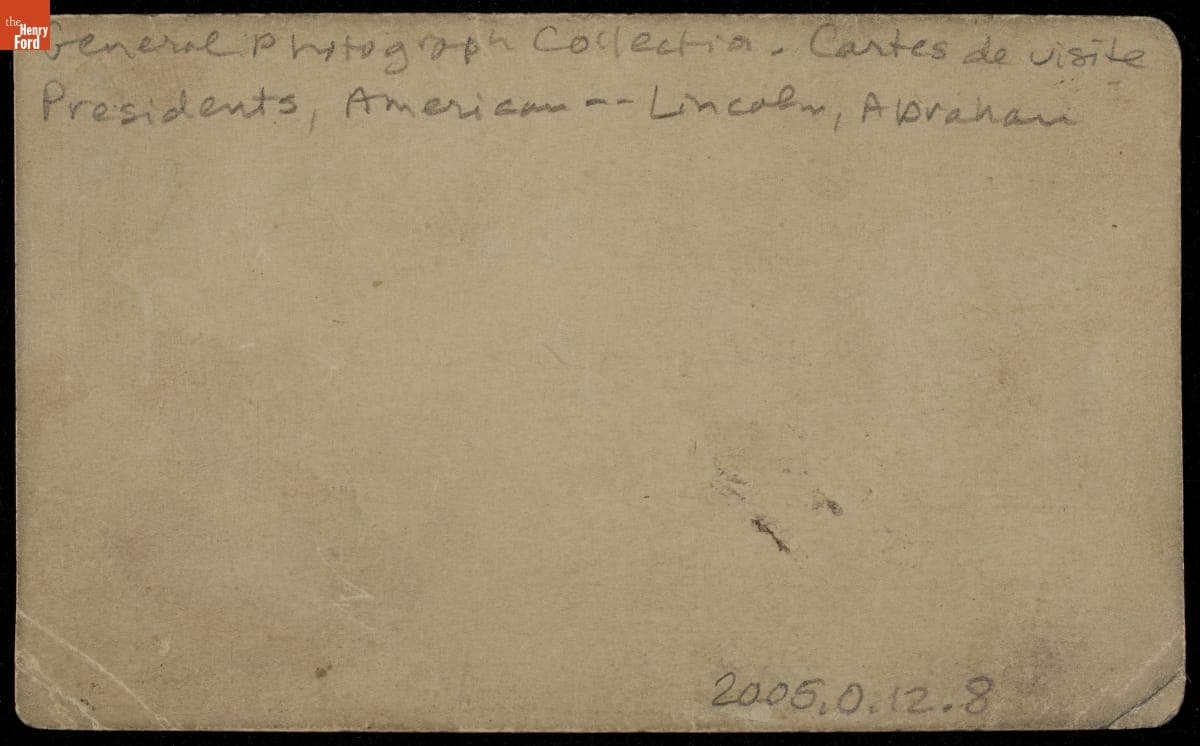 the Henry Ford
General Photograph Collection - Cartes de visite
Presidents, American -- Lincoln, Abraham
2005.0.12.8